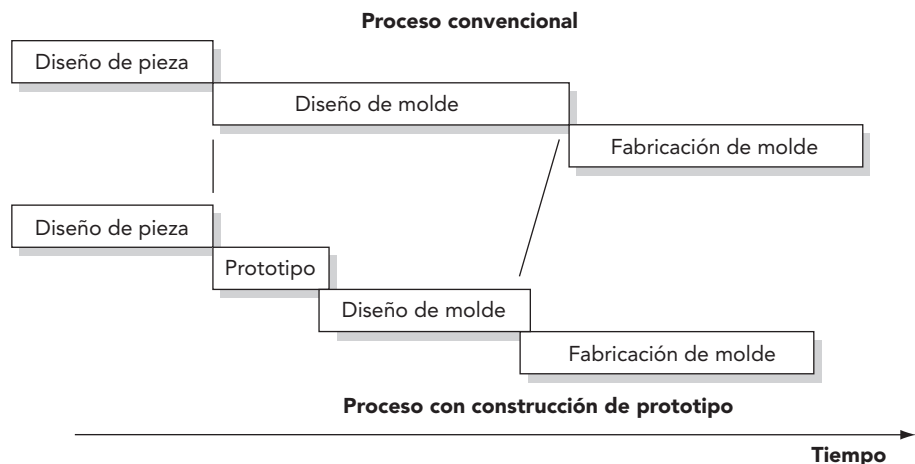 Proceso convencional
Diseño de pieza
Diseño de molde
Fabricación de molde
Diseño de pieza
Prototipo
Diseño de molde
Fabricación de molde
Proceso con construcción de prototipo
Tiempo